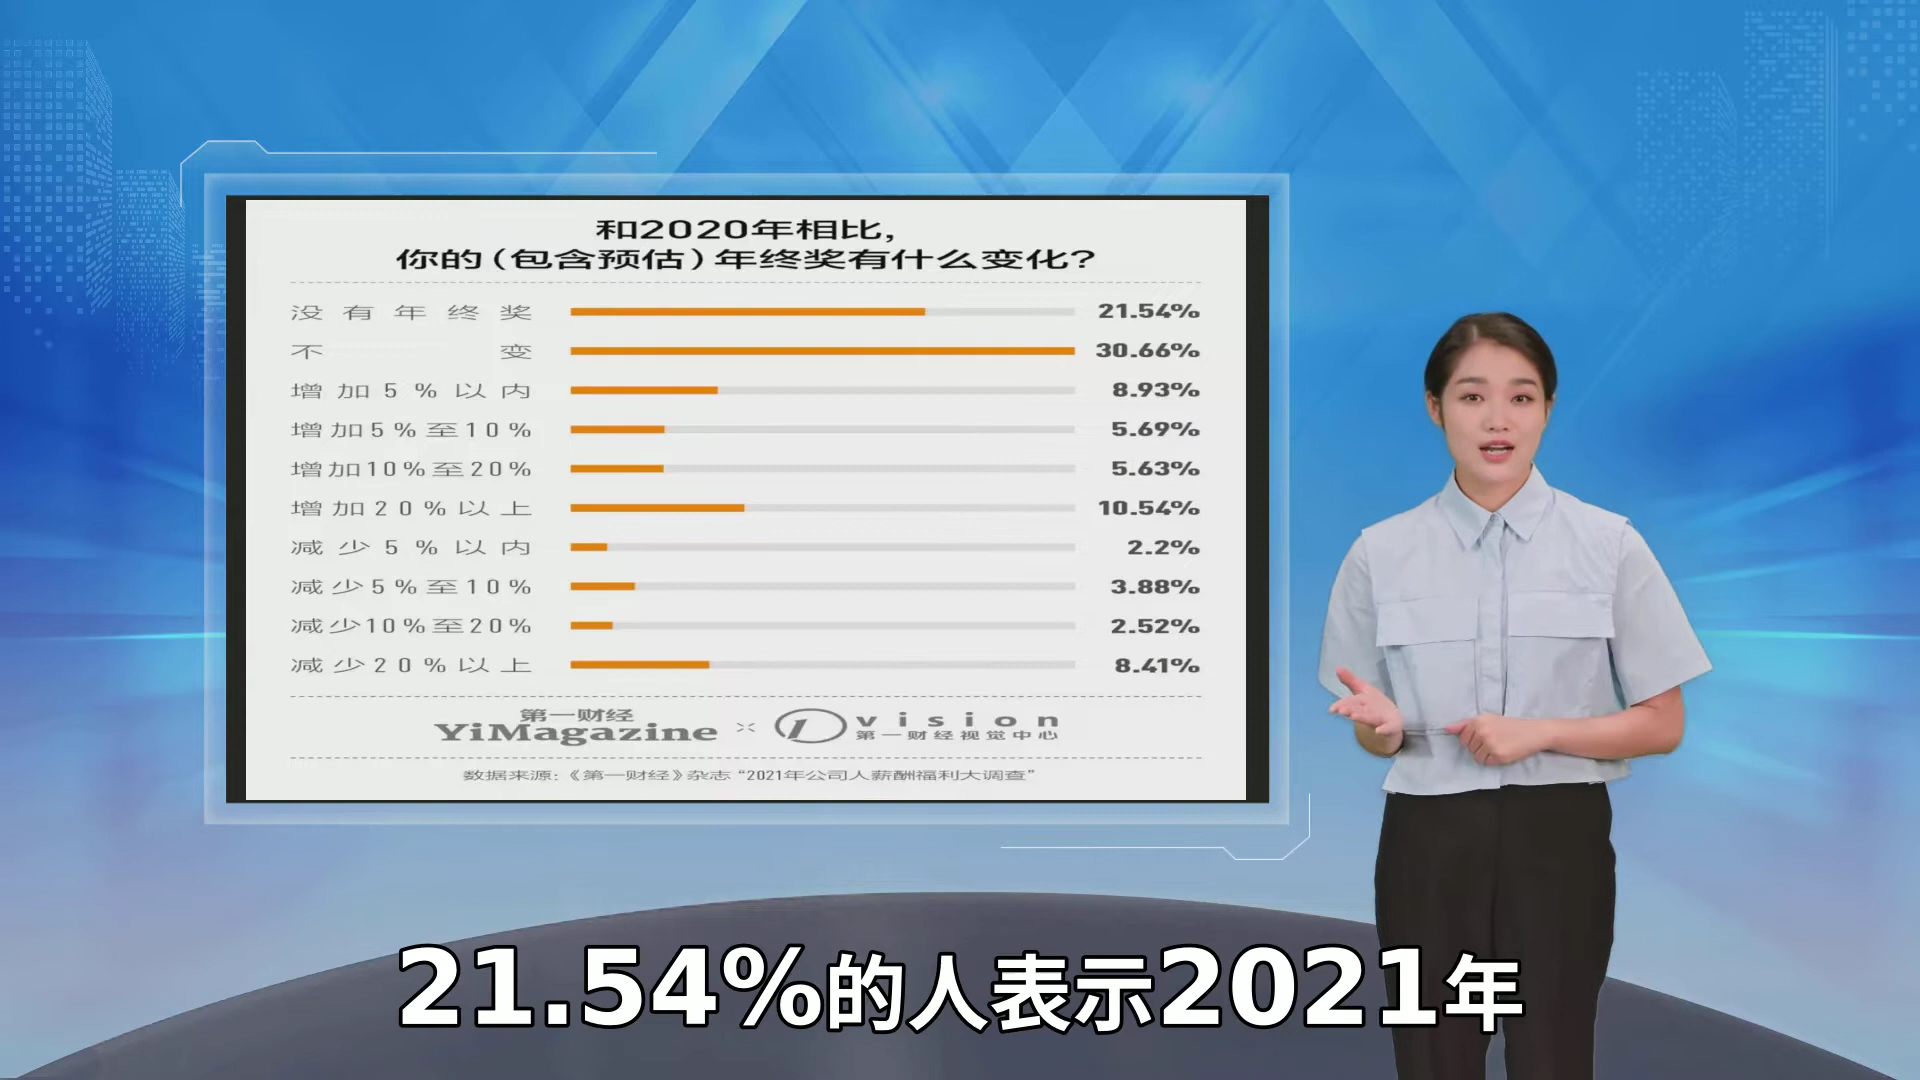 和2020年相比,
你的(包含预估)年终奖有什么变化?
没有年终奖 21.54%
不变 30.66%
增加5%以内 8.93%
增加5%至10% 5.69%
增加10%至20% 5.63%
增加20%以上 10.54%
减少5%以内 2.2%
减少5%至10% 3.88%
减少10%至20% 2.52%
减少20%以上 8.41%
第一财经
YiMagazine × vision
第一财经视觉中心
数据来源:《第一财经》杂志“2021年公司人薪酬福利大调查”
21.54%的人表示2021年